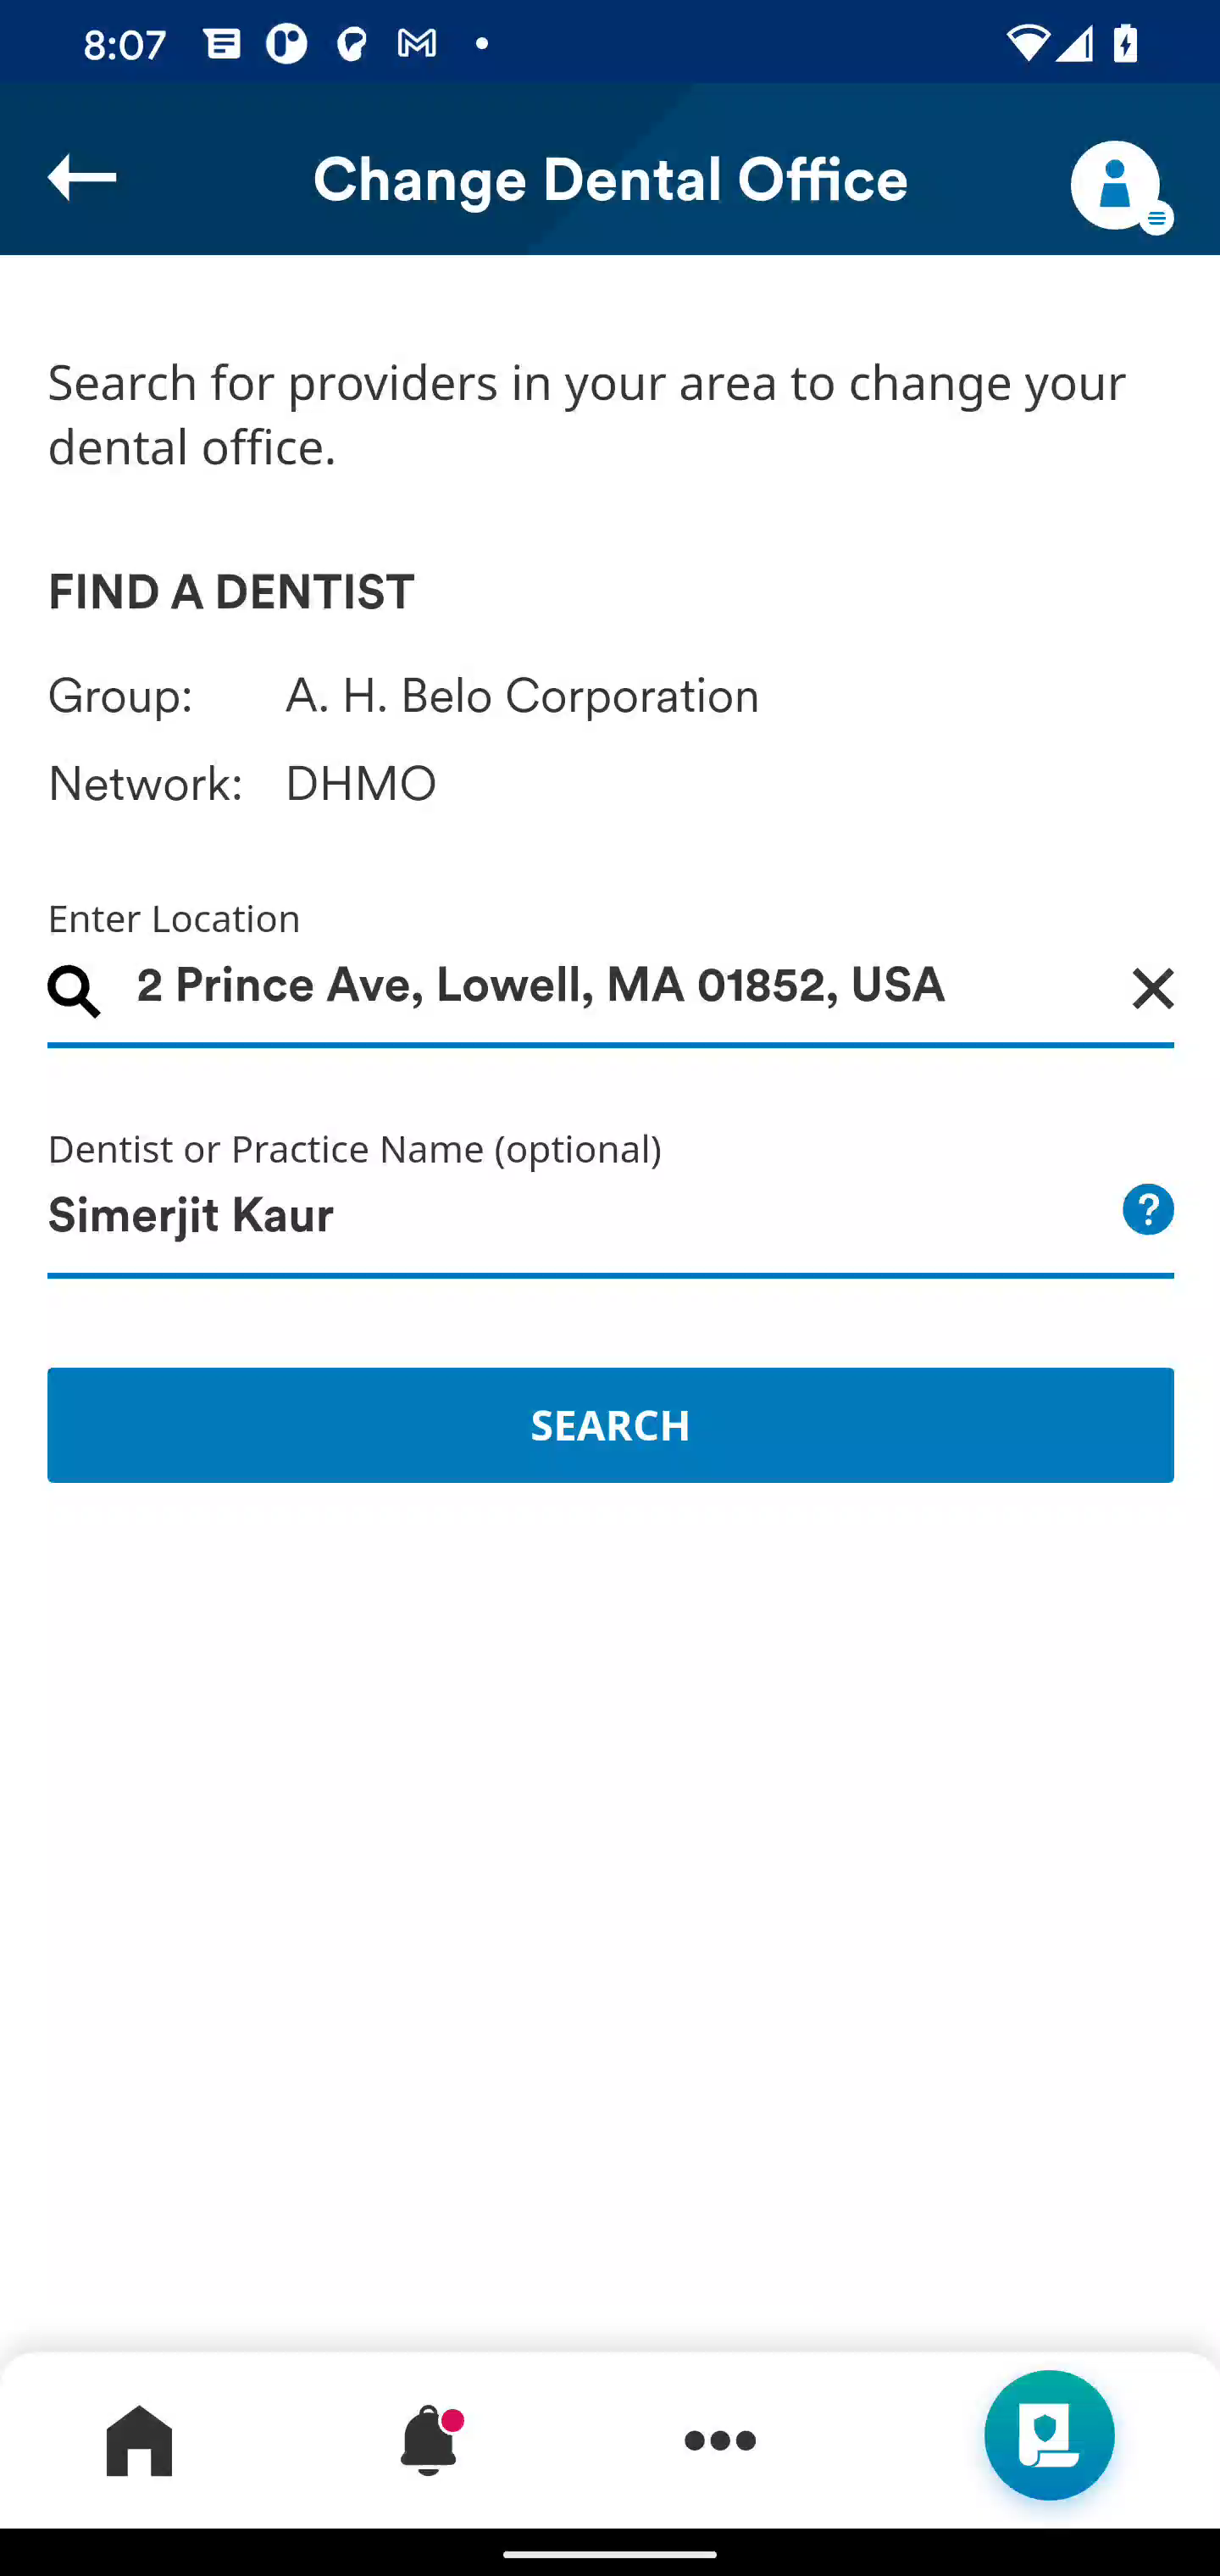 8:07
Change Dental Office
Search for providers in your area to change your
dental office.
FIND A DENTIST
Group: A. H. Belo Corporation
Network: DHMO
Enter Location
2 Prince Ave, Lowell, MA 01852, USA
Dentist or Practice Name (optional)
Simerjit Kaur
?
SEARCH